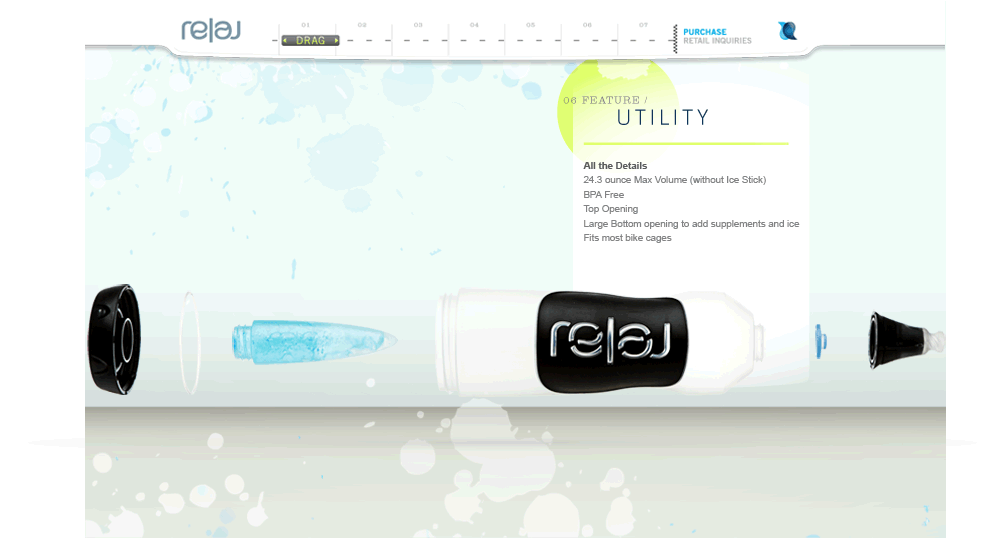 relaj
01 02 03 04 05 06 07
DRAG
PURCHASE
RETAIL INQUIRIES
06 FEATURE /
UTILITY
All the Details
24.3 ounce Max Volume (without Ice Stick)
BPA Free
Top Opening
Large Bottom opening to add supplements and ice
Fits most bike cages
relaj